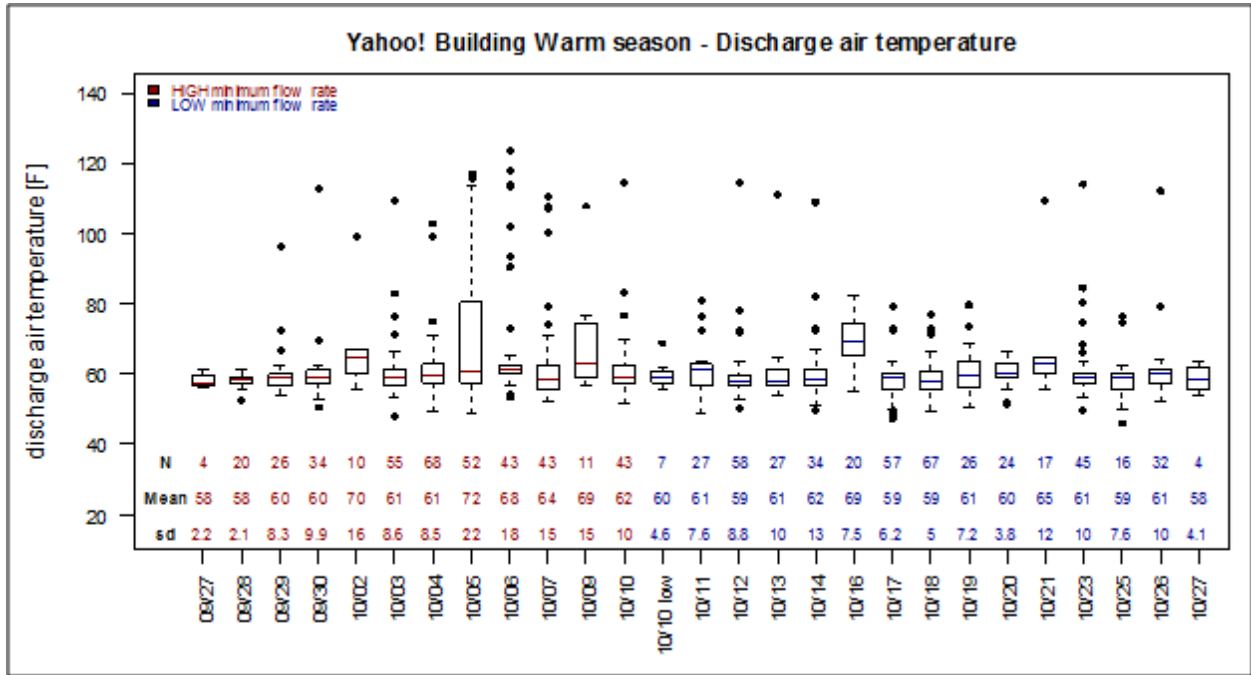 Yahoo! Building Warm season - Discharge air temperature
HIGH minimum flow rate
LOW minimum flow rate
discharge air temperature [F]
140
120
100
80
60
40
20
N 4 20 26 34 10 55 68 52 43 43 11 43 7 27 58 27 34 20 57 67 26 24 17 45 16 32 4
Mean 58 58 60 60 70 61 61 72 68 64 69 62 60 61 59 61 62 69 59 59 61 60 65 61 59 61 58
sd 2.2 2.1 8.3 9.9 16 8.6 8.5 22 18 15 15 10 4.6 7.6 8.8 10 13 7.5 6.2 5 7.2 3.8 12 10 7.6 10 4.1
09/27 09/28 09/29 09/30 10/02 10/03 10/04 10/05 10/06 10/07 10/09 10/10 10/10 low 10/11 10/12 10/13 10/14 10/16 10/17 10/18 10/19 10/20 10/21 10/23 10/25 10/26 10/27